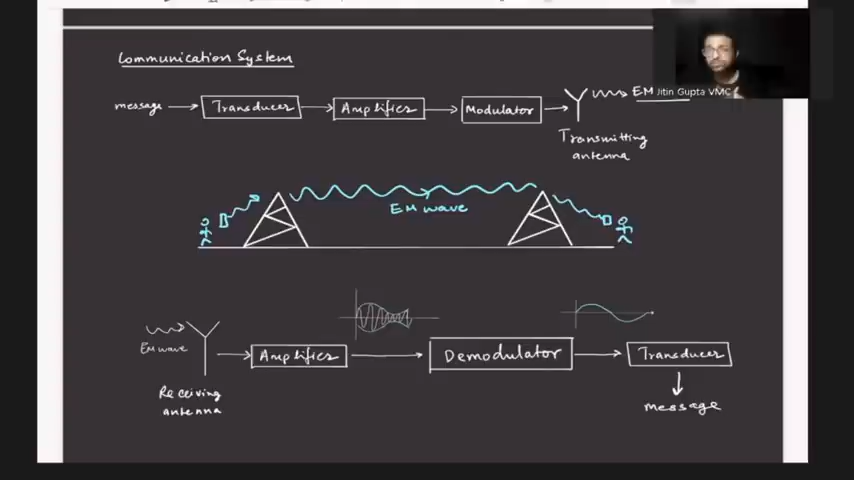 Communication System
message
Transducer
Amplifier
Modulator
EM
Jitin Gupta VMC
Transmitting
antenna
EM wave
EM wave
Receiving
antenna
Amplifier
Demodulator
Transducer
message